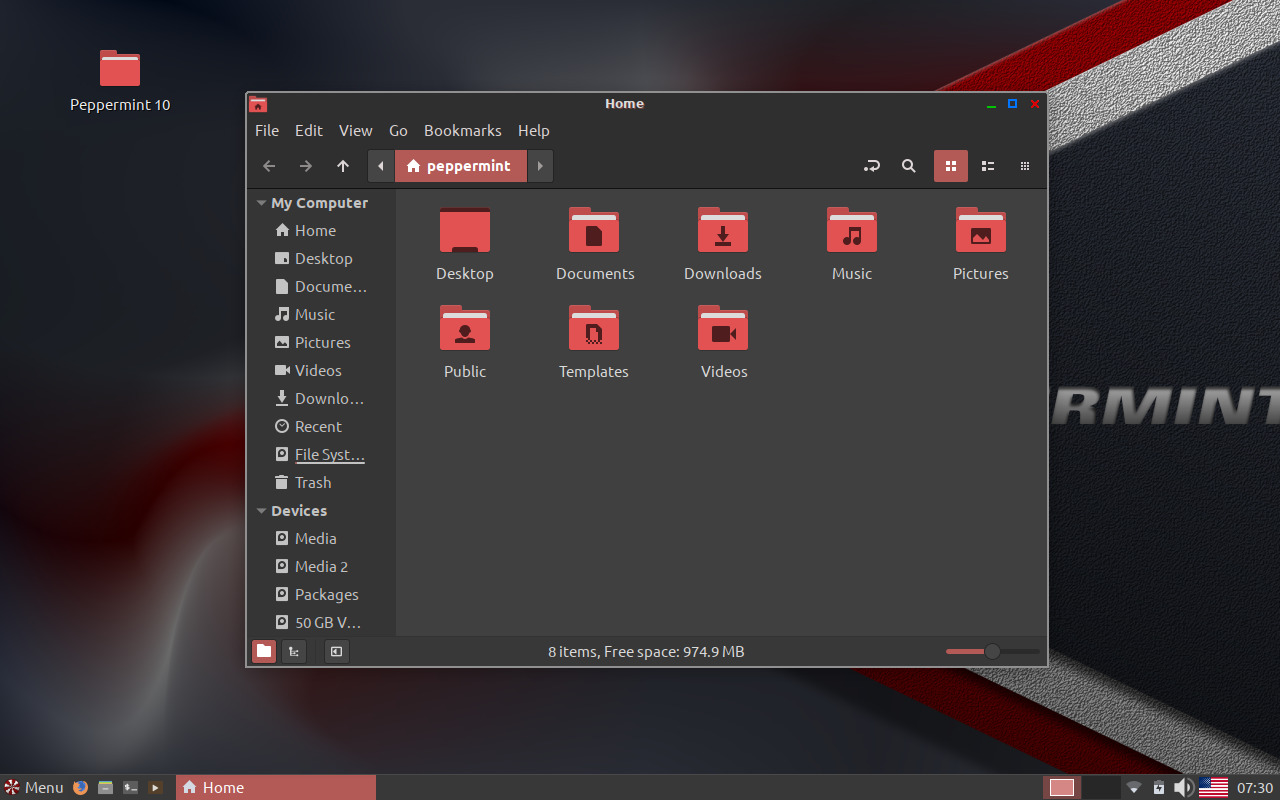 Peppermint 10
Home
File Edit View Go Bookmarks Help
peppermint
My Computer
Home
Desktop
Docume…
Music
Pictures
Videos
Downlo…
Recent
File Syst…
Trash
Devices
Media
Media 2
Packages
50 GB V…
Desktop Documents Downloads Music Pictures
Public Templates Videos
8 items, Free space: 974.9 MB
RMINT
Menu Home 07:30